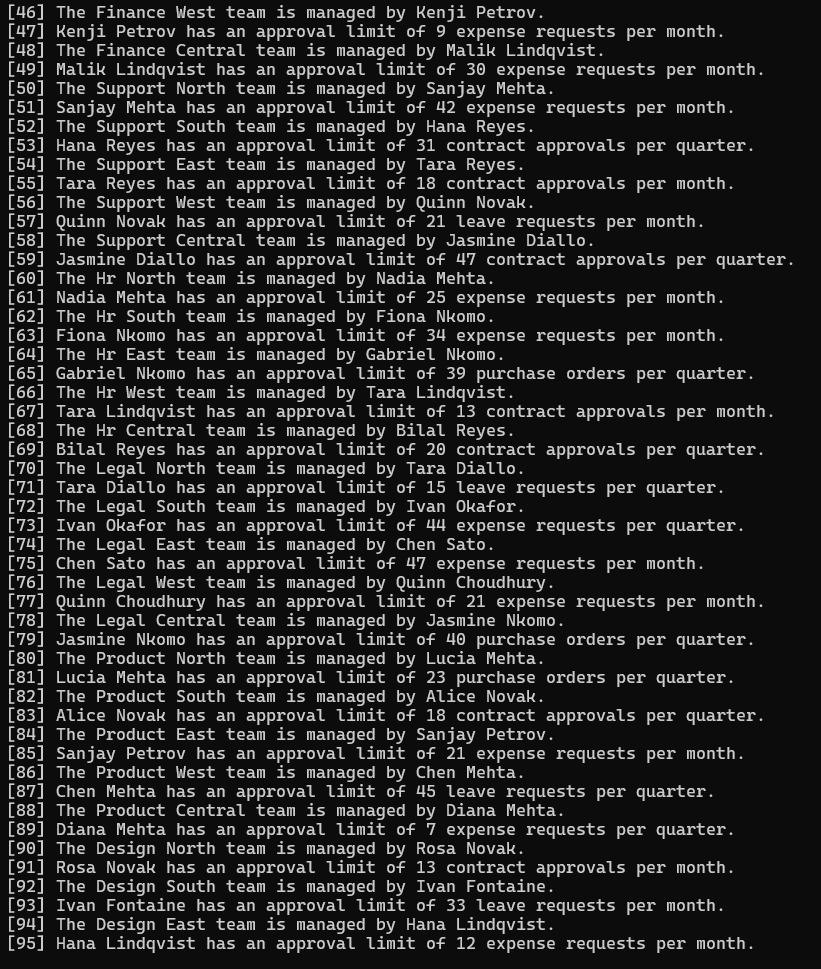 [46] The Finance West team is managed by Kenji Petrov.
[47] Kenji Petrov has an approval limit of 9 expense requests per month.
[48] The Finance Central team is managed by Malik Lindqvist.
[49] Malik Lindqvist has an approval limit of 30 expense requests per month.
[50] The Support North team is managed by Sanjay Mehta.
[51] Sanjay Mehta has an approval limit of 42 expense requests per month.
[52] The Support South team is managed by Hana Reyes.
[53] Hana Reyes has an approval limit of 31 contract approvals per quarter.
[54] The Support East team is managed by Tara Reyes.
[55] Tara Reyes has an approval limit of 18 contract approvals per month.
[56] The Support West team is managed by Quinn Novak.
[57] Quinn Novak has an approval limit of 21 leave requests per month.
[58] The Support Central team is managed by Jasmine Diallo.
[59] Jasmine Diallo has an approval limit of 47 contract approvals per quarter.
[60] The Hr North team is managed by Nadia Mehta.
[61] Nadia Mehta has an approval limit of 25 expense requests per month.
[62] The Hr South team is managed by Fiona Nkomo.
[63] Fiona Nkomo has an approval limit of 34 expense requests per month.
[64] The Hr East team is managed by Gabriel Nkomo.
[65] Gabriel Nkomo has an approval limit of 39 purchase orders per quarter.
[66] The Hr West team is managed by Tara Lindqvist.
[67] Tara Lindqvist has an approval limit of 13 contract approvals per month.
[68] The Hr Central team is managed by Bilal Reyes.
[69] Bilal Reyes has an approval limit of 20 contract approvals per quarter.
[70] The Legal North team is managed by Tara Diallo.
[71] Tara Diallo has an approval limit of 15 leave requests per quarter.
[72] The Legal South team is managed by Ivan Okafor.
[73] Ivan Okafor has an approval limit of 44 expense requests per quarter.
[74] The Legal East team is managed by Chen Sato.
[75] Chen Sato has an approval limit of 47 expense requests per month.
[76] The Legal West team is managed by Quinn Choudhury.
[77] Quinn Choudhury has an approval limit of 21 expense requests per month.
[78] The Legal Central team is managed by Jasmine Nkomo.
[79] Jasmine Nkomo has an approval limit of 40 purchase orders per quarter.
[80] The Product North team is managed by Lucia Mehta.
[81] Lucia Mehta has an approval limit of 23 purchase orders per quarter.
[82] The Product South team is managed by Alice Novak.
[83] Alice Novak has an approval limit of 18 contract approvals per quarter.
[84] The Product East team is managed by Sanjay Petrov.
[85] Sanjay Petrov has an approval limit of 21 expense requests per month.
[86] The Product West team is managed by Chen Mehta.
[87] Chen Mehta has an approval limit of 45 leave requests per quarter.
[88] The Product Central team is managed by Diana Mehta.
[89] Diana Mehta has an approval limit of 7 expense requests per quarter.
[90] The Design North team is managed by Rosa Novak.
[91] Rosa Novak has an approval limit of 13 contract approvals per month.
[92] The Design South team is managed by Ivan Fontaine.
[93] Ivan Fontaine has an approval limit of 33 leave requests per month.
[94] The Design East team is managed by Hana Lindqvist.
[95] Hana Lindqvist has an approval limit of 12 expense requests per month.